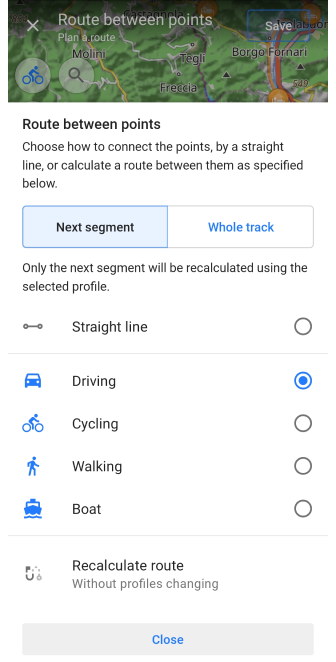 Castagnola
Route between points
Save
Plan a route
Molini
Tegli
Borgo Fornari
Freccia
549
Route between points
Choose how to connect the points, by a straight
line, or calculate a route between them as specified
below.
Next segment
Whole track
Only the next segment will be recalculated using the
selected profile.
Straight line
Driving
Cycling
Walking
Boat
Recalculate route
Without profiles changing
Close